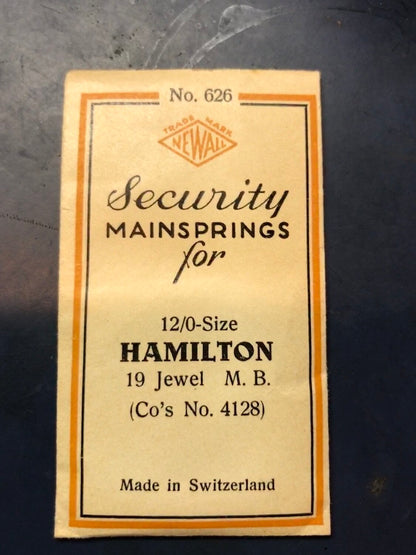 No. 626
TRADE MARK
NEWALL
Security
MAINSPRINGS
for
12/0-Size
HAMILTON
19 Jewel M. B.
(Co's No. 4128)
Made in Switzerland